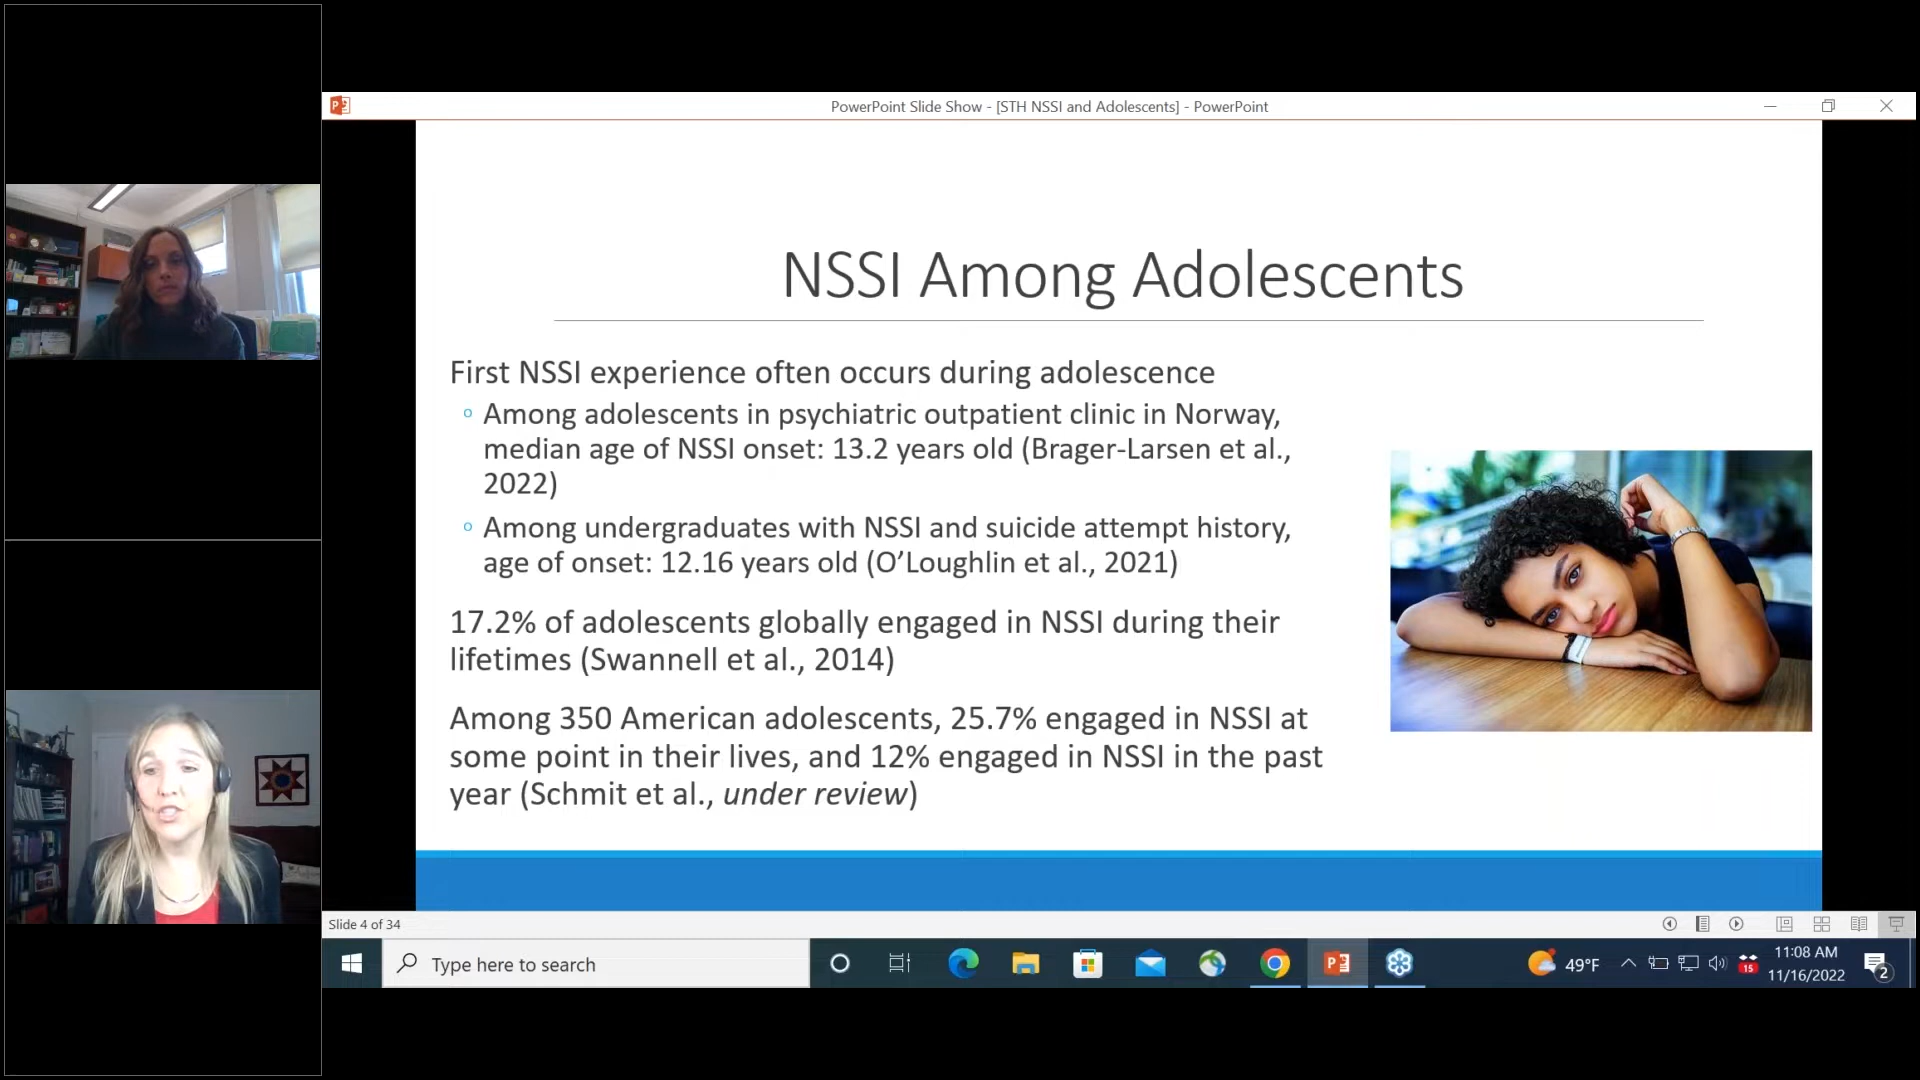 PowerPoint Slide Show - [STH NSSI and Adolescents] - PowerPoint
NSSI Among Adolescents
First NSSI experience often occurs during adolescence
Among adolescents in psychiatric outpatient clinic in Norway,
median age of NSSI onset: 13.2 years old (Brager-Larsen et al.,
2022)
Among undergraduates with NSSI and suicide attempt history,
age of onset: 12.16 years old (O’Loughlin et al., 2021)
17.2% of adolescents globally engaged in NSSI during their
lifetimes (Swannell et al., 2014)
Among 350 American adolescents, 25.7% engaged in NSSI at
some point in their lives, and 12% engaged in NSSI in the past
year (Schmit et al., under review)
Slide 4 of 34
Type here to search
49°F
15
11:08 AM
11/16/2022
2